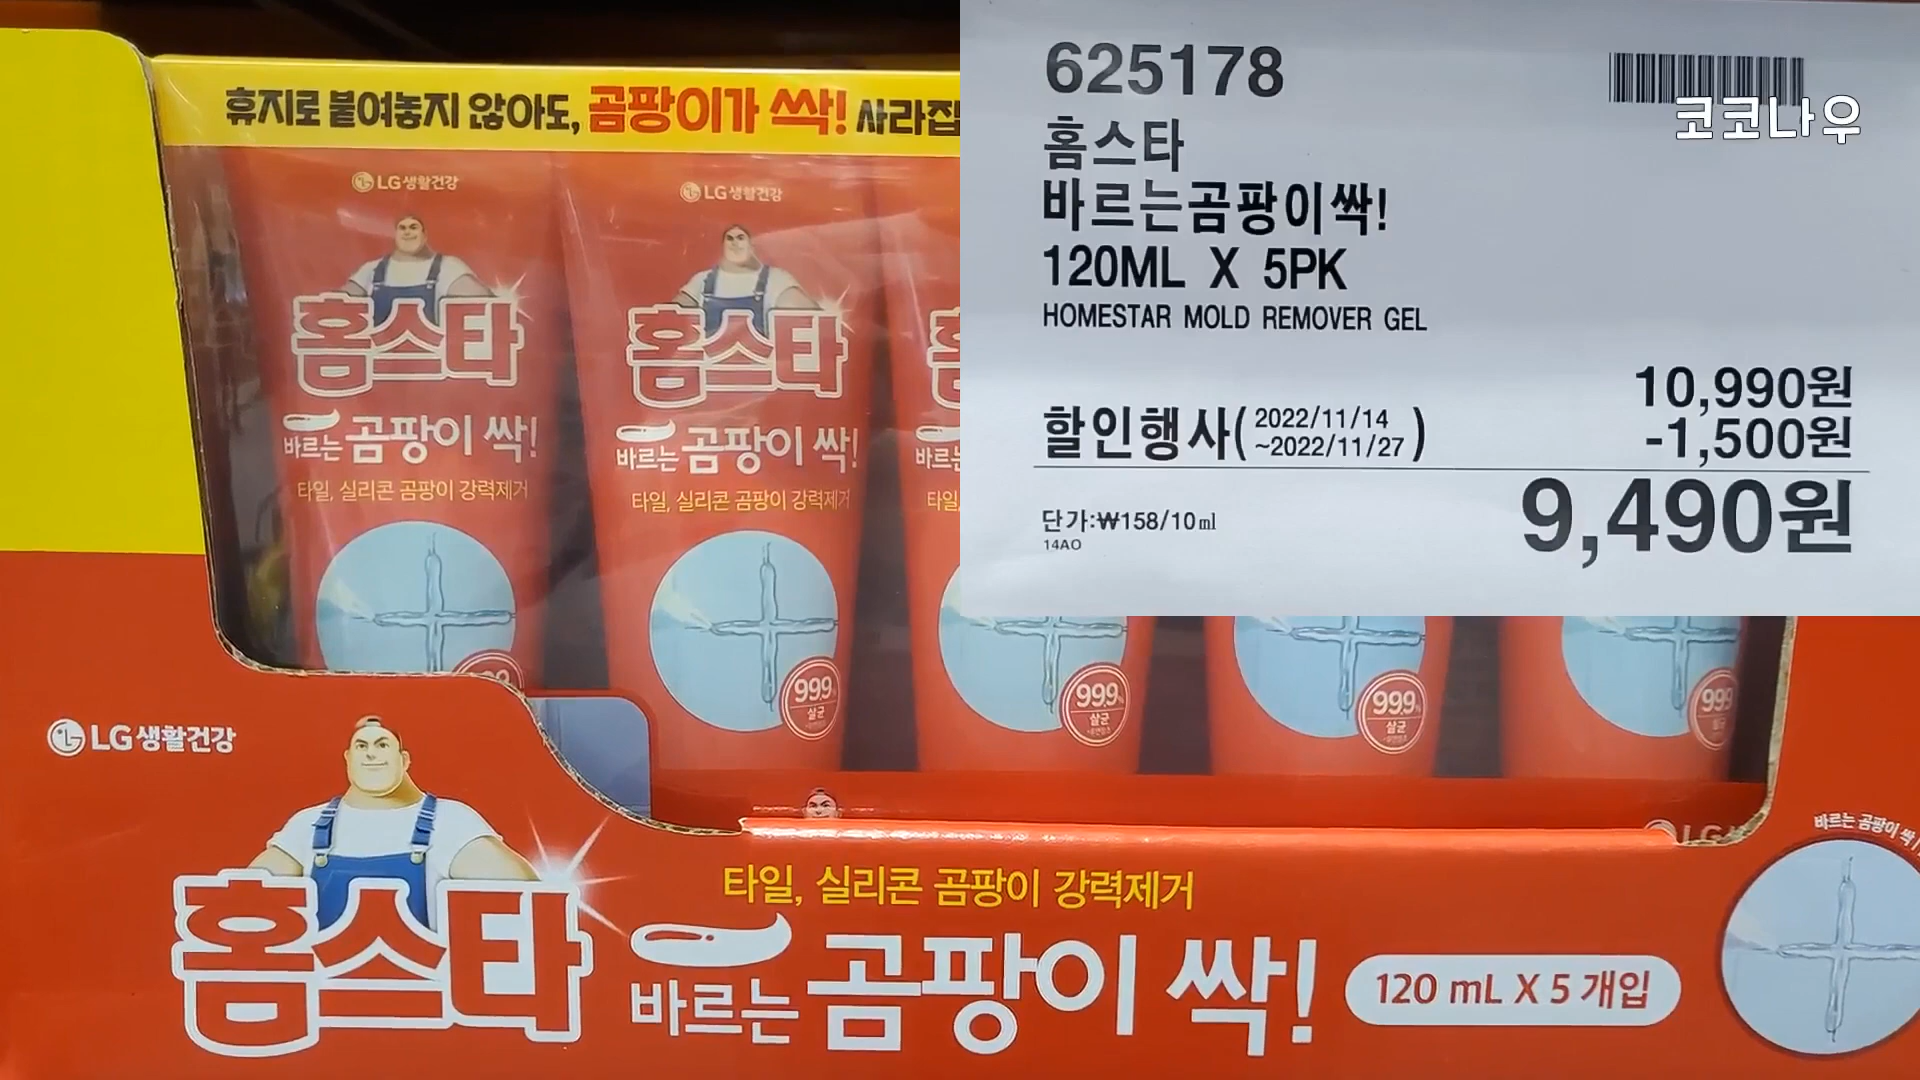 휴지로 붙여놓지 않아도, 곰팡이가 싹! 사라집
LG생활건강
홈스타
바르는 곰팡이 싹!
타일, 실리콘 곰팡이 강력제거
LG생활건강
홈스타
바르는 곰팡이 싹!
타일, 실리콘 곰팡이 강력제거
바르는
타일,
99.9%
살균
99.9%
살균
99.9%
살균
99.9
625178
코코나우
홈스타
바르는곰팡이싹!
120ML X 5PK
HOMESTAR MOLD REMOVER GEL
10,990원
할인행사( 2022/11/14
~2022/11/27 )
-1,500원
9,490원
단가:₩158/10㎖
14AO
LG생활건강
LG
타일, 실리콘 곰팡이 강력제거
홈스타
바르는 곰팡이 싹!
120 mL X 5 개입
바르는 곰팡이 싹!